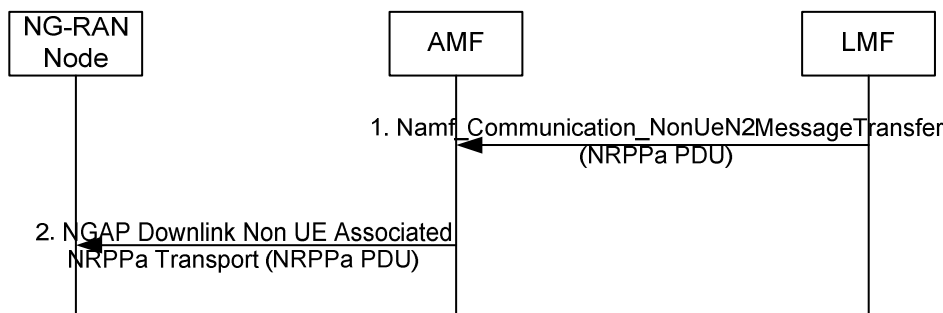 NG-RAN
Node
AMF
LMF
1. Namf_Communication_NonUeN2MessageTransfer
(NRPPa PDU)
2. NGAP Downlink Non UE Associated
NRPPa Transport (NRPPa PDU)